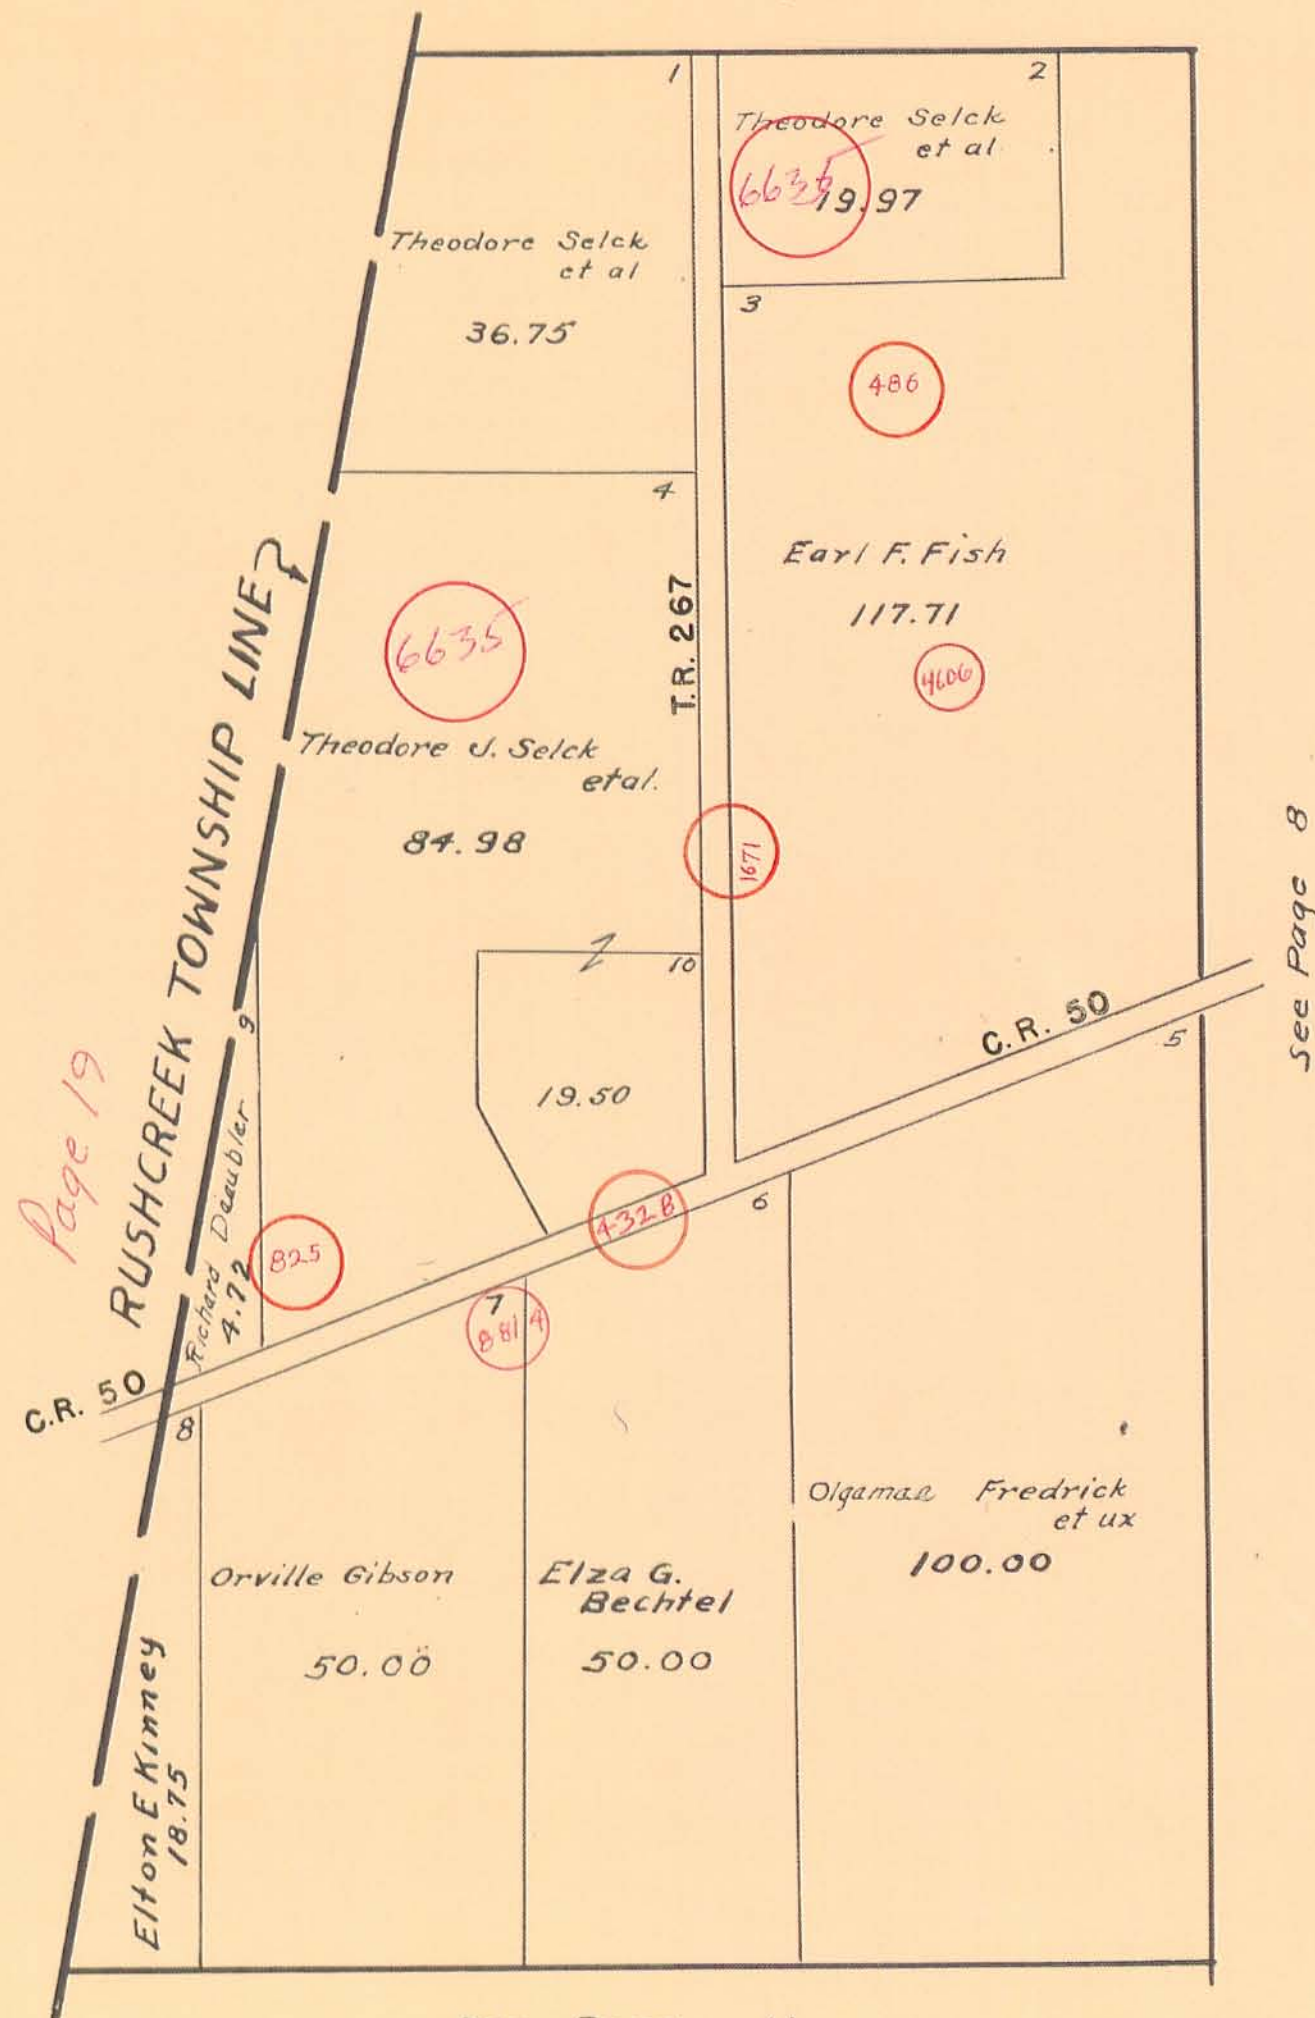 1
2
Theodore Selck
et al
6635
19.97
Theodore Selck
et al
36.75
3
486
4
Earl F. Fish
117.71
4606
T.R. 267
6635
Theodore J. Selck
et al.
84.98
1671
RUSHCREEK TOWNSHIP LINE
Page 19
see Page 8
10
19.50
C.R. 50
5
9
Richard Daeubler
4.72
825
4328
6
7
8814
C.R. 50
8
Olgamae Fredrick
et ux
100.00
Orville Gibson
50.00
Elza G.
Bechtel
50.00
Elton E Kinney
18.75